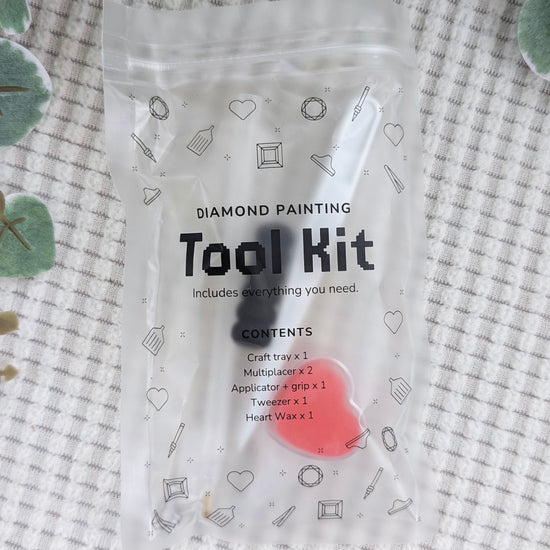 DIAMOND PAINTING
Tool Kit
Includes everything you need.
CONTENTS
Craft tray x 1
Multiplacer x 2
Applicator + grip x 1
Tweezer x 1
Heart Wax x 1